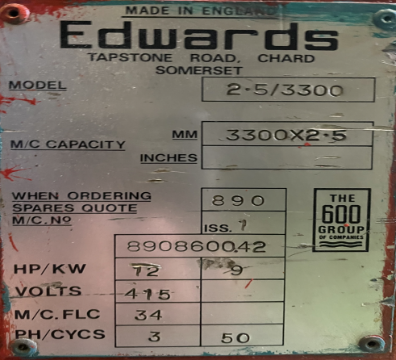 MADE IN ENGLAND
Edwards
TAPSTONE ROAD, CHARD
SOMERSET
MODEL 2·5/3300
M/C CAPACITY MM 3300X2·5
INCHES
WHEN ORDERING
SPARES QUOTE
M/C. Nº
890
ISS. 1
8908600.42
THE
600
GROUP
OF COMPANIES
HP/KW 12 9
VOLTS 415
M/C. FLC 34
PH/CYCS 3 50